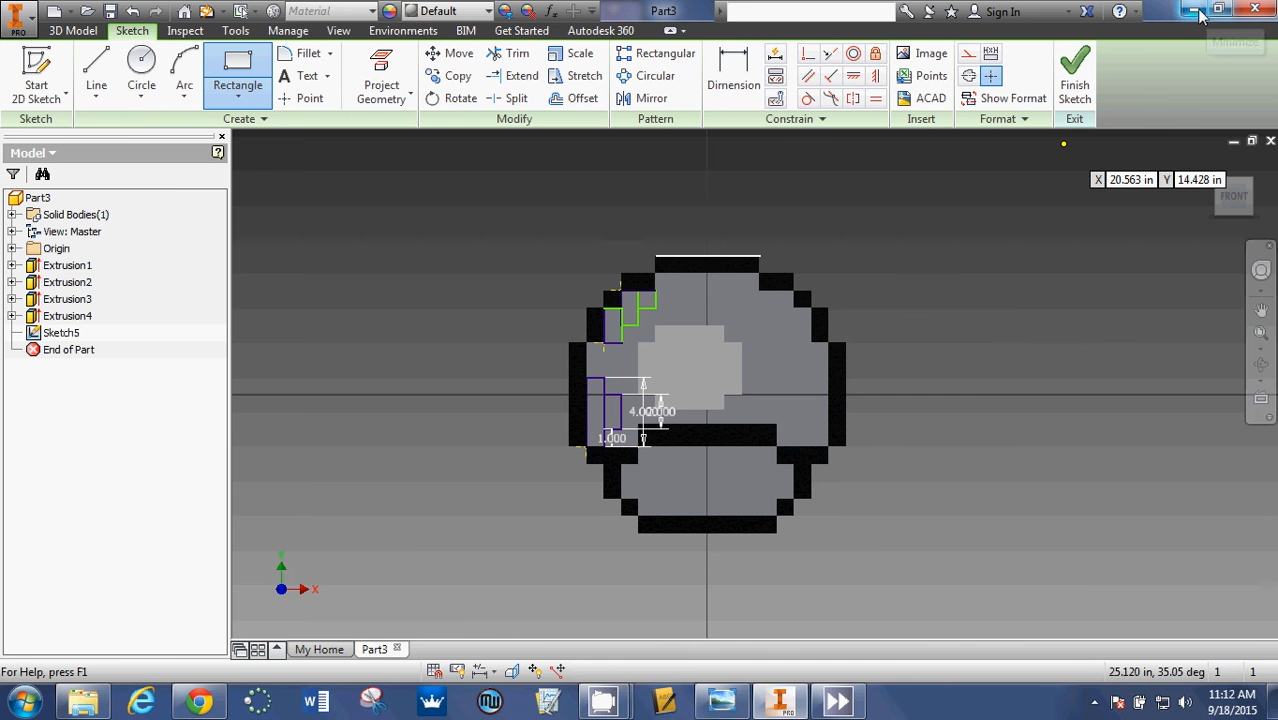 Material
Default
Part3
Sign In
PRO
3D Model Sketch Inspect Tools Manage View Environments BIM Get Started Autodesk 360
Minimize
Start
2D Sketch
Line
Circle
Arc
Rectangle
Fillet
Text
Point
Project
Geometry
Move
Copy
Rotate
Trim
Extend
Split
Scale
Stretch
Offset
Rectangular
Circular
Mirror
Dimension
Image
Points
ACAD
Show Format
Finish
Sketch
Sketch
Create
Modify
Pattern
Constrain
Insert
Format
Exit
Model
Part3
Solid Bodies(1)
View: Master
Origin
Extrusion1
Extrusion2
Extrusion3
Extrusion4
Sketch5
End of Part
X 20.563 in Y 14.428 in
FRONT
1.000
Y
X
My Home Part3
For Help, press F1
25.120 in, 35.05 deg 1 1
PRO
11:12 AM
9/18/2015